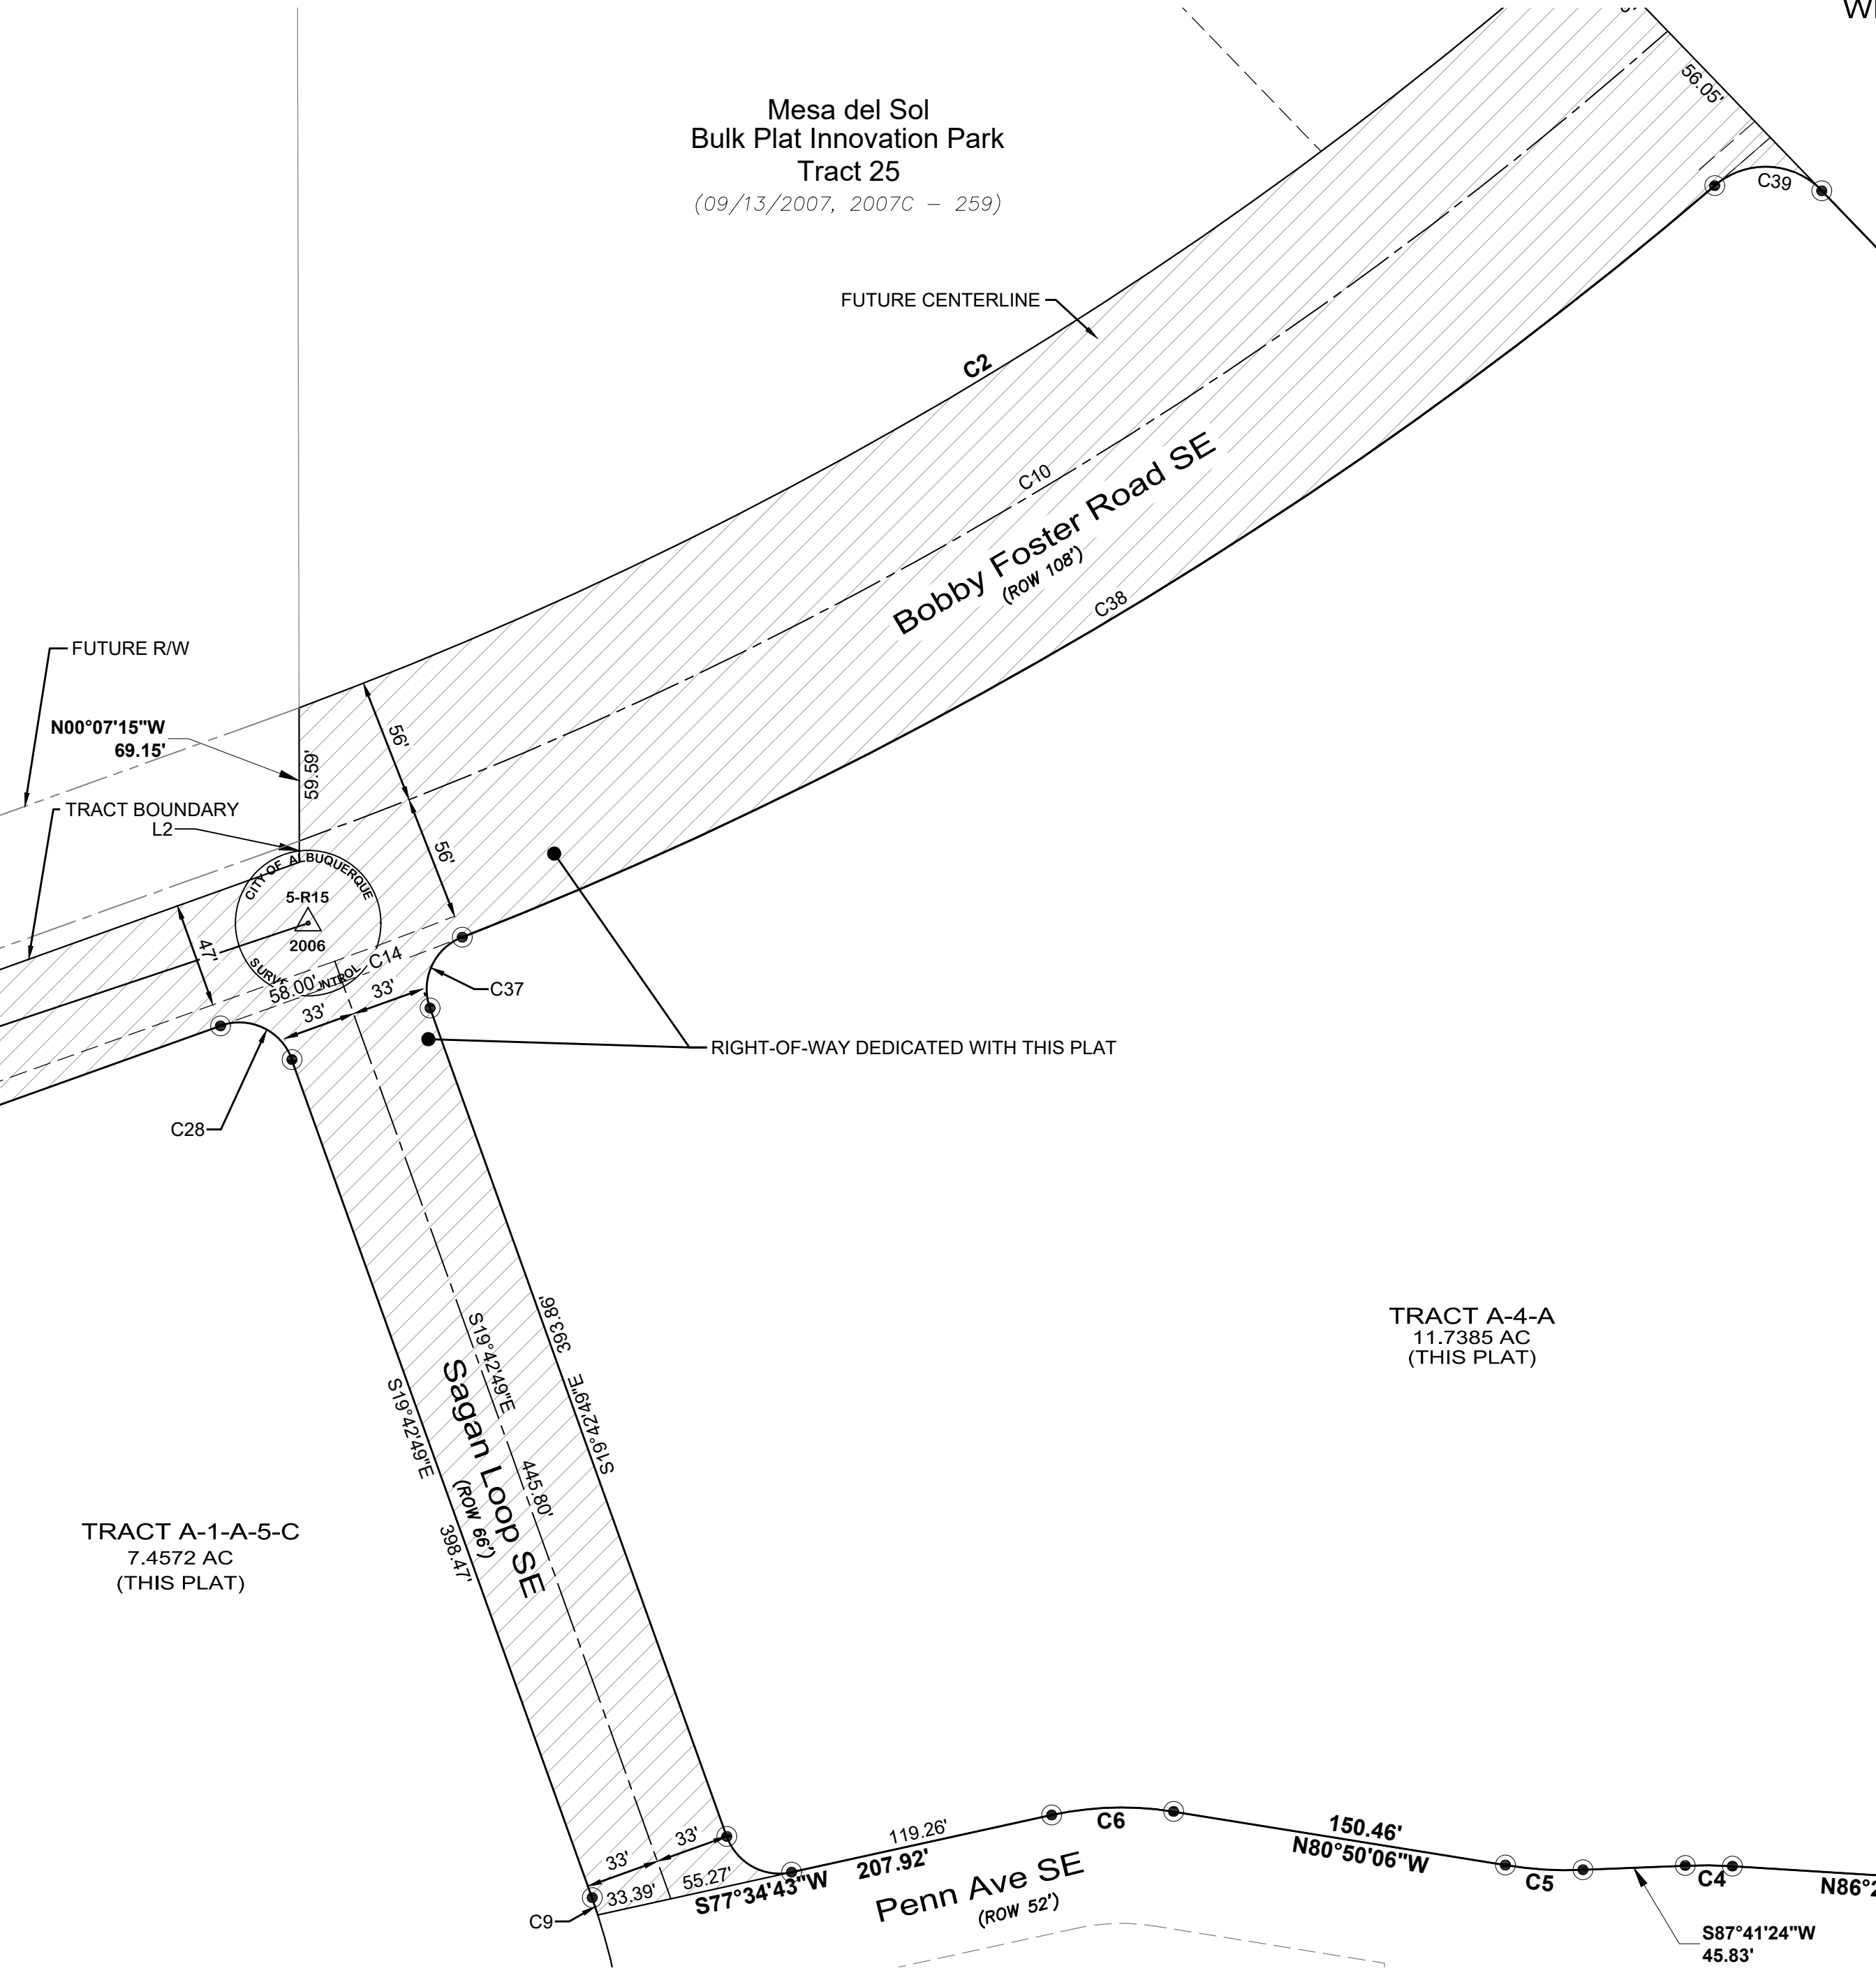 WI
56.05'
Mesa del Sol
Bulk Plat Innovation Park
Tract 25
(09/13/2007, 2007C – 259)
C39
FUTURE CENTERLINE
C2
C10
Bobby Foster Road SE
(ROW 108')
C38
FUTURE R/W
N00°07'15"W
69.15'
59.59'
56'
56'
TRACT BOUNDARY
L2
CITY OF ALBUQUERQUE
5-R15
2006
47'
58.00'
C14
33'
33'
C37
RIGHT-OF-WAY DEDICATED WITH THIS PLAT
C28
S19°42'49"E
393.86'
S19°42'49"E
445.80'
Sagan Loop SE
(ROW 66')
S19°42'49"E
398.47'
TRACT A-4-A
11.7385 AC
(THIS PLAT)
TRACT A-1-A-5-C
7.4572 AC
(THIS PLAT)
33'
33'
33.39'
55.27'
C9
S77°34'43"W
207.92'
119.26'
C6
Penn Ave SE
(ROW 52')
150.46'
N80°50'06"W
C5
C4
N86°2
S87°41'24"W
45.83'